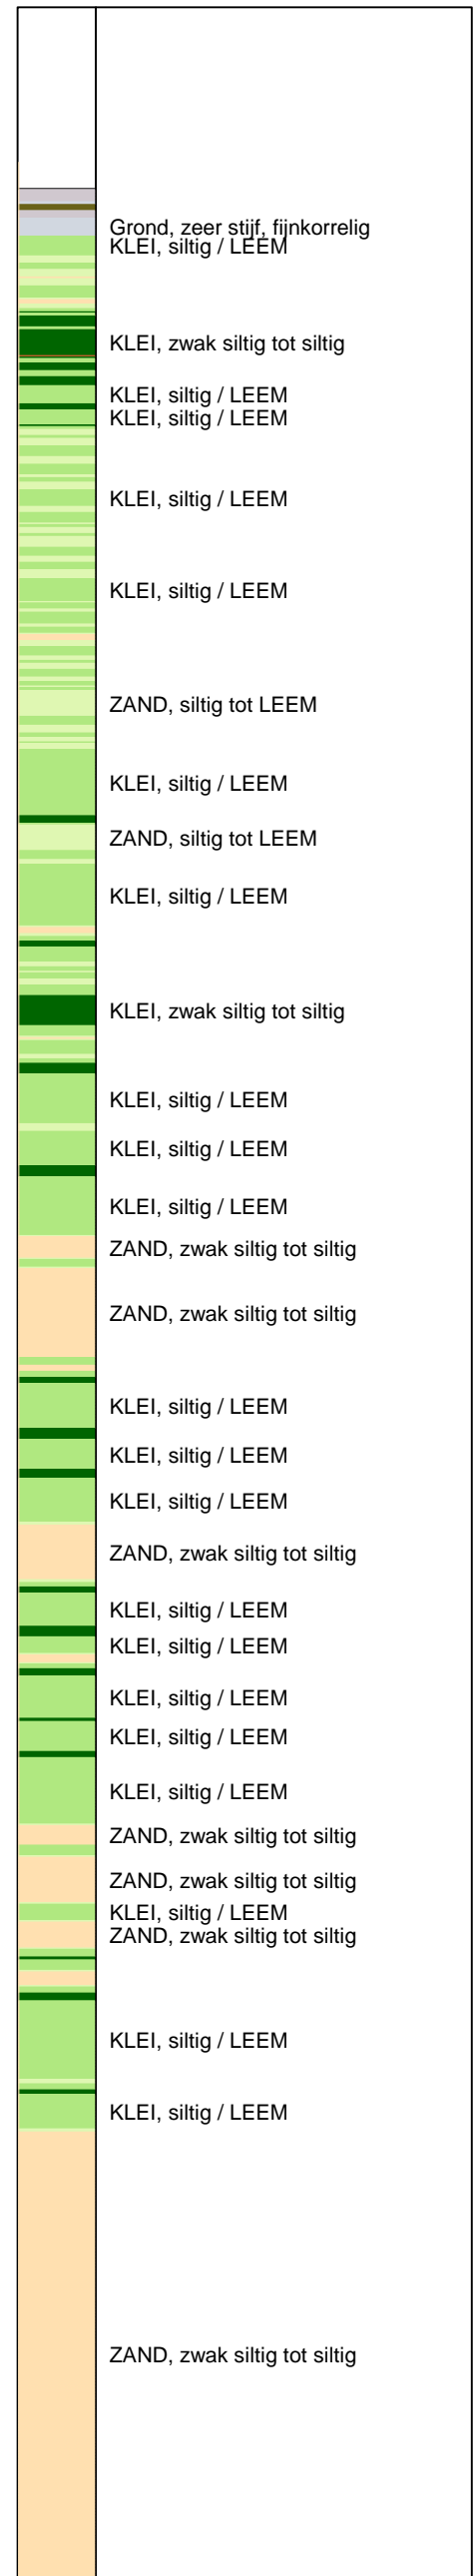 Grond, zeer stijf, fijnkorrelig
KLEI, siltig / LEEM
KLEI, zwak siltig tot siltig
KLEI, siltig / LEEM
KLEI, siltig / LEEM
KLEI, siltig / LEEM
KLEI, siltig / LEEM
ZAND, siltig tot LEEM
KLEI, siltig / LEEM
ZAND, siltig tot LEEM
KLEI, siltig / LEEM
KLEI, zwak siltig tot siltig
KLEI, siltig / LEEM
KLEI, siltig / LEEM
KLEI, siltig / LEEM
ZAND, zwak siltig tot siltig
ZAND, zwak siltig tot siltig
KLEI, siltig / LEEM
KLEI, siltig / LEEM
KLEI, siltig / LEEM
ZAND, zwak siltig tot siltig
KLEI, siltig / LEEM
KLEI, siltig / LEEM
KLEI, siltig / LEEM
KLEI, siltig / LEEM
KLEI, siltig / LEEM
ZAND, zwak siltig tot siltig
ZAND, zwak siltig tot siltig
KLEI, siltig / LEEM
ZAND, zwak siltig tot siltig
KLEI, siltig / LEEM
KLEI, siltig / LEEM
ZAND, zwak siltig tot siltig